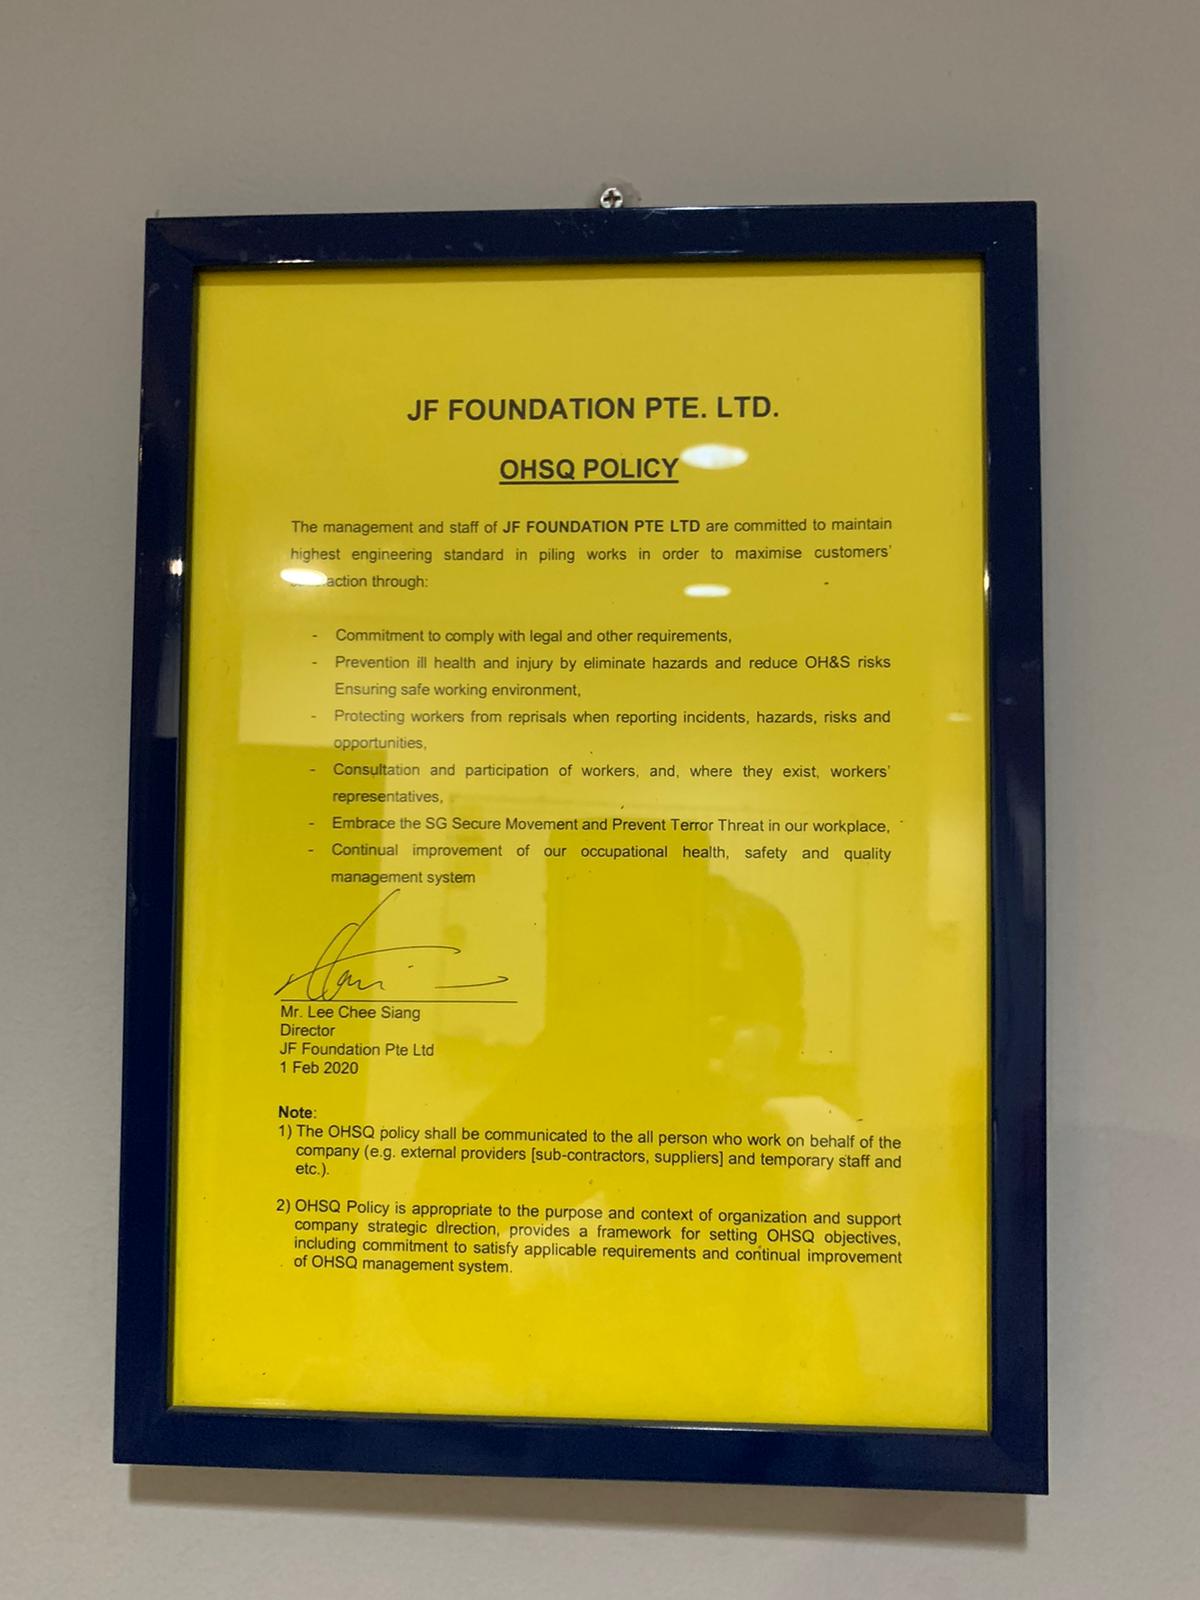 JF FOUNDATION PTE. LTD.
OHSQ POLICY
The management and staff of JF FOUNDATION PTE LTD are committed to maintain
highest engineering standard in piling works in order to maximise customers'
action through:
- Commitment to comply with legal and other requirements,
- Prevention ill health and injury by eliminate hazards and reduce OH&S risks
Ensuring safe working environment,
- Protecting workers from reprisals when reporting incidents, hazards, risks and
opportunities,
- Consultation and participation of workers, and, where they exist, workers'
representatives,
- Embrace the SG Secure Movement and Prevent Terror Threat in our workplace,
- Continual improvement of our occupational health, safety and quality
management system
Mr. Lee Chee Siang
Director
JF Foundation Pte Ltd
1 Feb 2020
Note:
1) The OHSQ policy shall be communicated to the all person who work on behalf of the
company (e.g. external providers [sub-contractors, suppliers] and temporary staff and
etc.).
2) OHSQ Policy is appropriate to the purpose and context of organization and support
company strategic direction, provides a framework for setting OHSQ objectives,
including commitment to satisfy applicable requirements and continual improvement
of OHSQ management system.